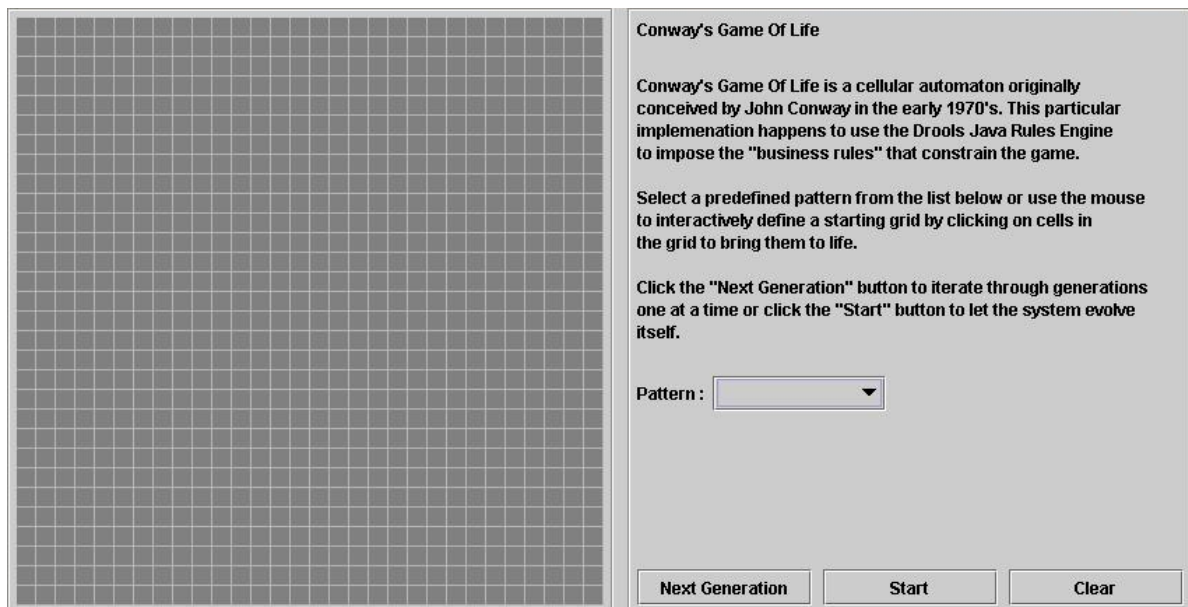 Conway's Game Of Life
Conway's Game Of Life is a cellular automaton originally
conceived by John Conway in the early 1970's. This particular
implemenation happens to use the Drools Java Rules Engine
to impose the "business rules" that constrain the game.
Select a predefined pattern from the list below or use the mouse
to interactively define a starting grid by clicking on cells in
the grid to bring them to life.
Click the "Next Generation" button to iterate through generations
one at a time or click the "Start" button to let the system evolve
itself.
Pattern :
Next Generation Start Clear